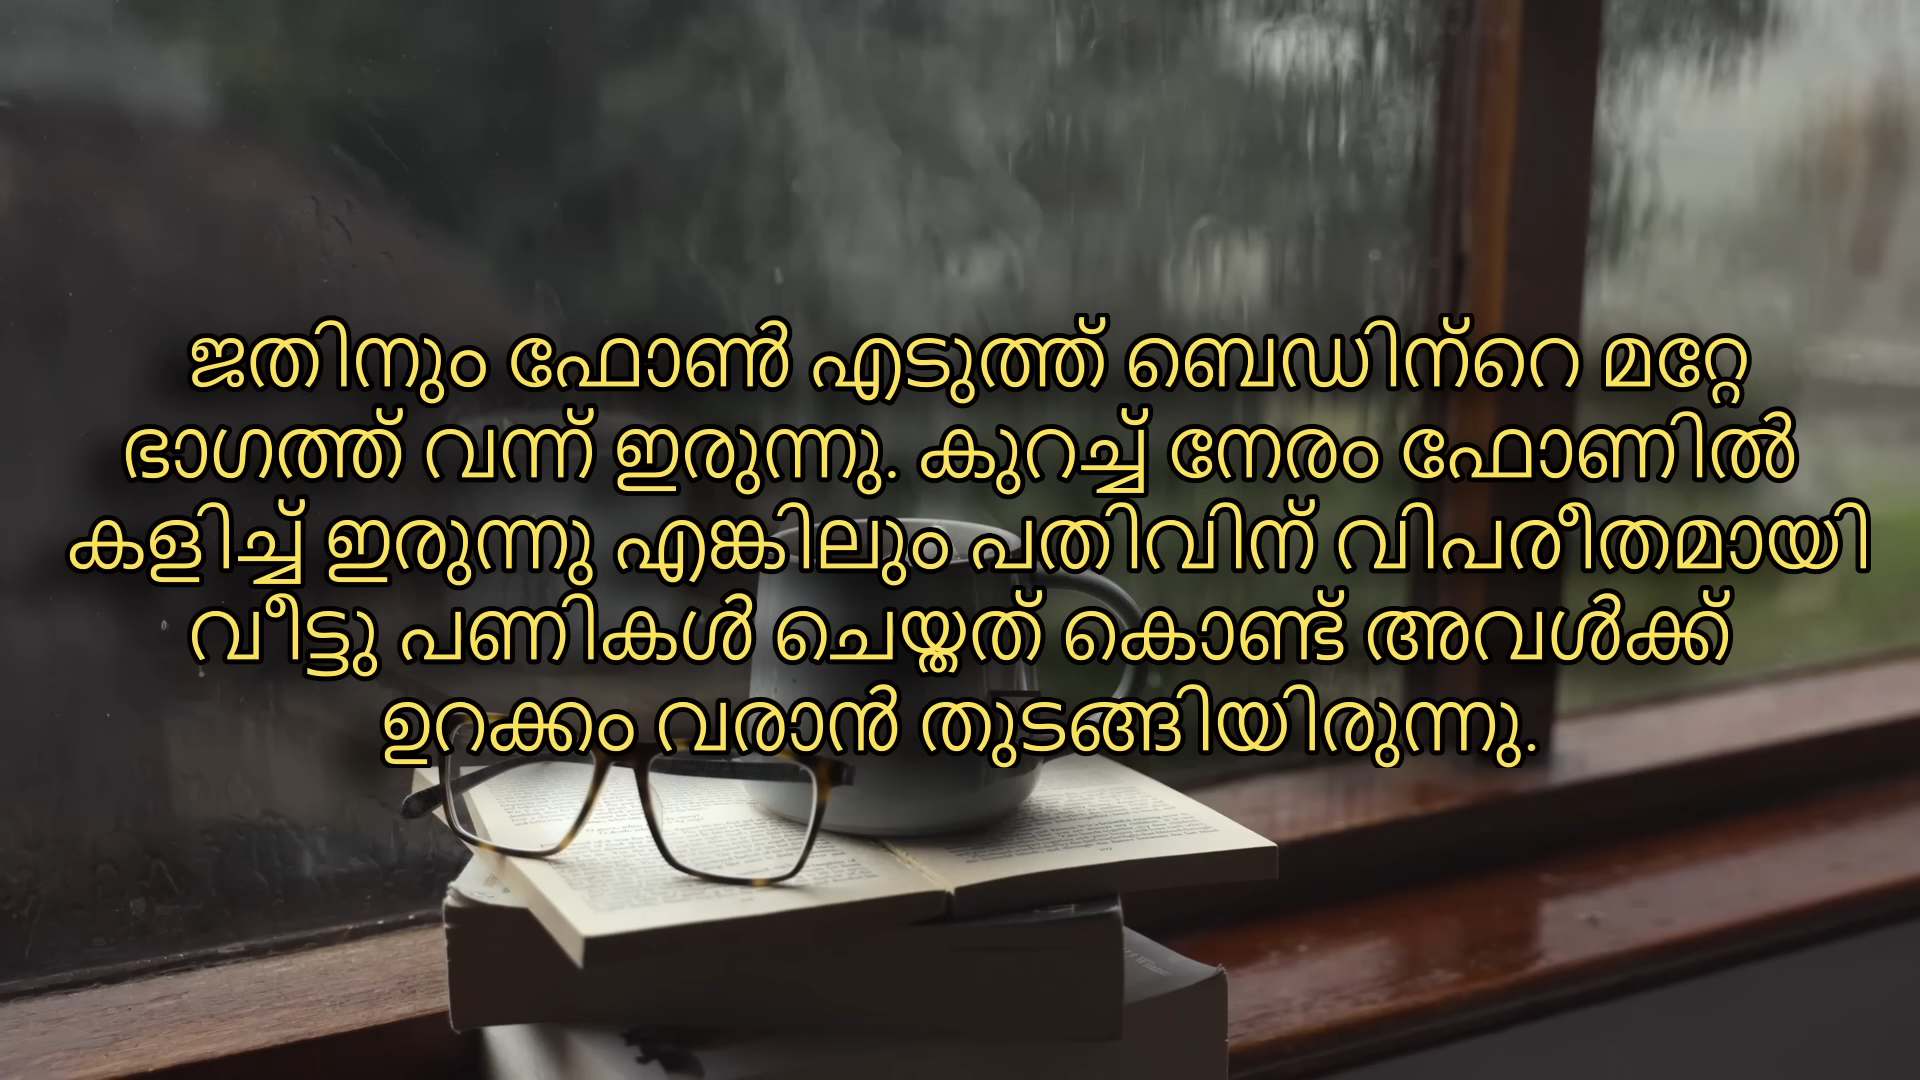 ജതിനും ഫോൺ എടുത്ത് ബെഡിന്റെ മറ്റേ
ഭാഗത്ത് വന്ന് ഇരുന്നു. കുറച്ച് നേരം ഫോണിൽ
കളിച്ച് ഇരുന്നു എങ്കിലും പതിവിന് വിപരീതമായി
വീട്ടു പണികൾ ചെയ്തത് കൊണ്ട് അവൾക്ക്
ഉറക്കം വരാൻ തുടങ്ങിയിരുന്നു.